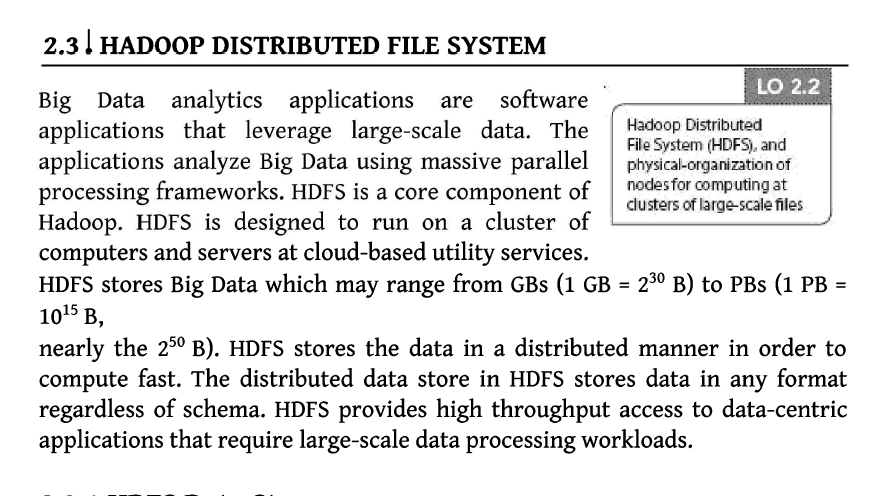 2.3 HADOOP DISTRIBUTED FILE SYSTEM
LO 2.2
Hadoop Distributed
File System (HDFS), and
physical-organization of
nodes for computing at
clusters of large-scale files
Big Data analytics applications are software
applications that leverage large-scale data. The
applications analyze Big Data using massive parallel
processing frameworks. HDFS is a core component of
Hadoop. HDFS is designed to run on a cluster of
computers and servers at cloud-based utility services.
HDFS stores Big Data which may range from GBs (1 GB = 2³⁰ B) to PBs (1 PB =
10¹⁵ B,
nearly the 2⁵⁰ B). HDFS stores the data in a distributed manner in order to
compute fast. The distributed data store in HDFS stores data in any format
regardless of schema. HDFS provides high throughput access to data-centric
applications that require large-scale data processing workloads.